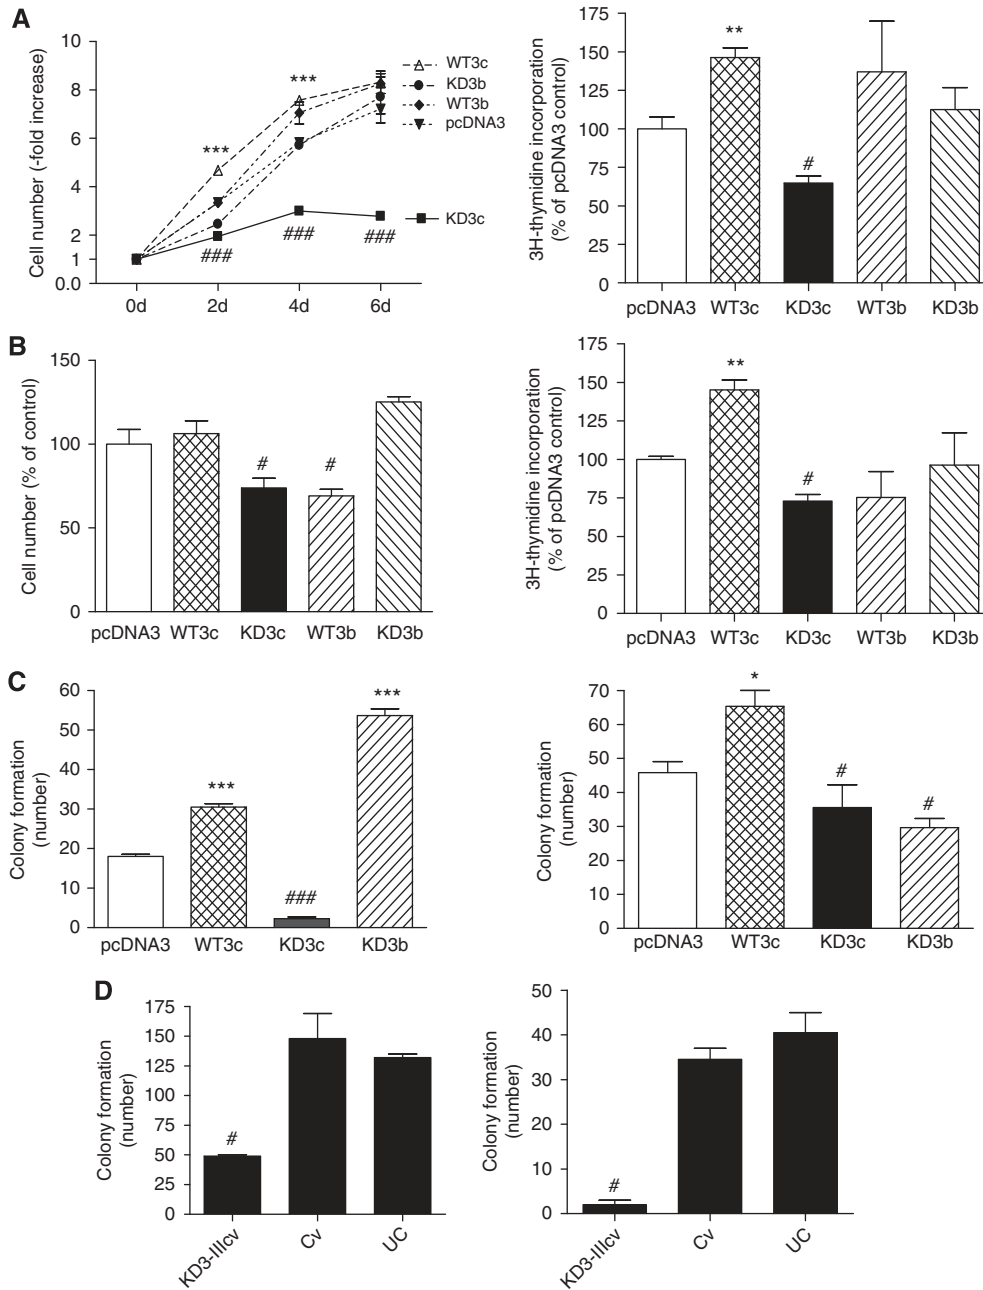 A
Cell number (-fold increase)
10
8
6
4
2
1
0.0
0d
2d
4d
6d
***
***
###
###
###
WT3c
KD3b
WT3b
pcDNA3
KD3c
3H-thymidine incorporation
(% of pcDNA3 control)
175
150
125
100
75
50
25
0
**
#
pcDNA3
WT3c
KD3c
WT3b
KD3b
B
Cell number (% of control)
150
100
50
0
#
#
pcDNA3
WT3c
KD3c
WT3b
KD3b
3H-thymidine incorporation
(% of pcDNA3 control)
175
150
125
100
75
50
25
0
**
#
pcDNA3
WT3c
KD3c
WT3b
KD3b
C
Colony formation
(number)
60
50
40
30
20
10
0
***
###
***
pcDNA3
WT3c
KD3c
KD3b
Colony formation
(number)
70
60
50
40
30
20
10
0
*
#
#
pcDNA3
WT3c
KD3c
KD3b
D
Colony formation
(number)
175
150
125
100
75
50
25
0
#
KD3-IIIcv
Cv
UC
Colony formation
(number)
50
40
30
20
10
0
#
KD3-IIIcv
Cv
UC